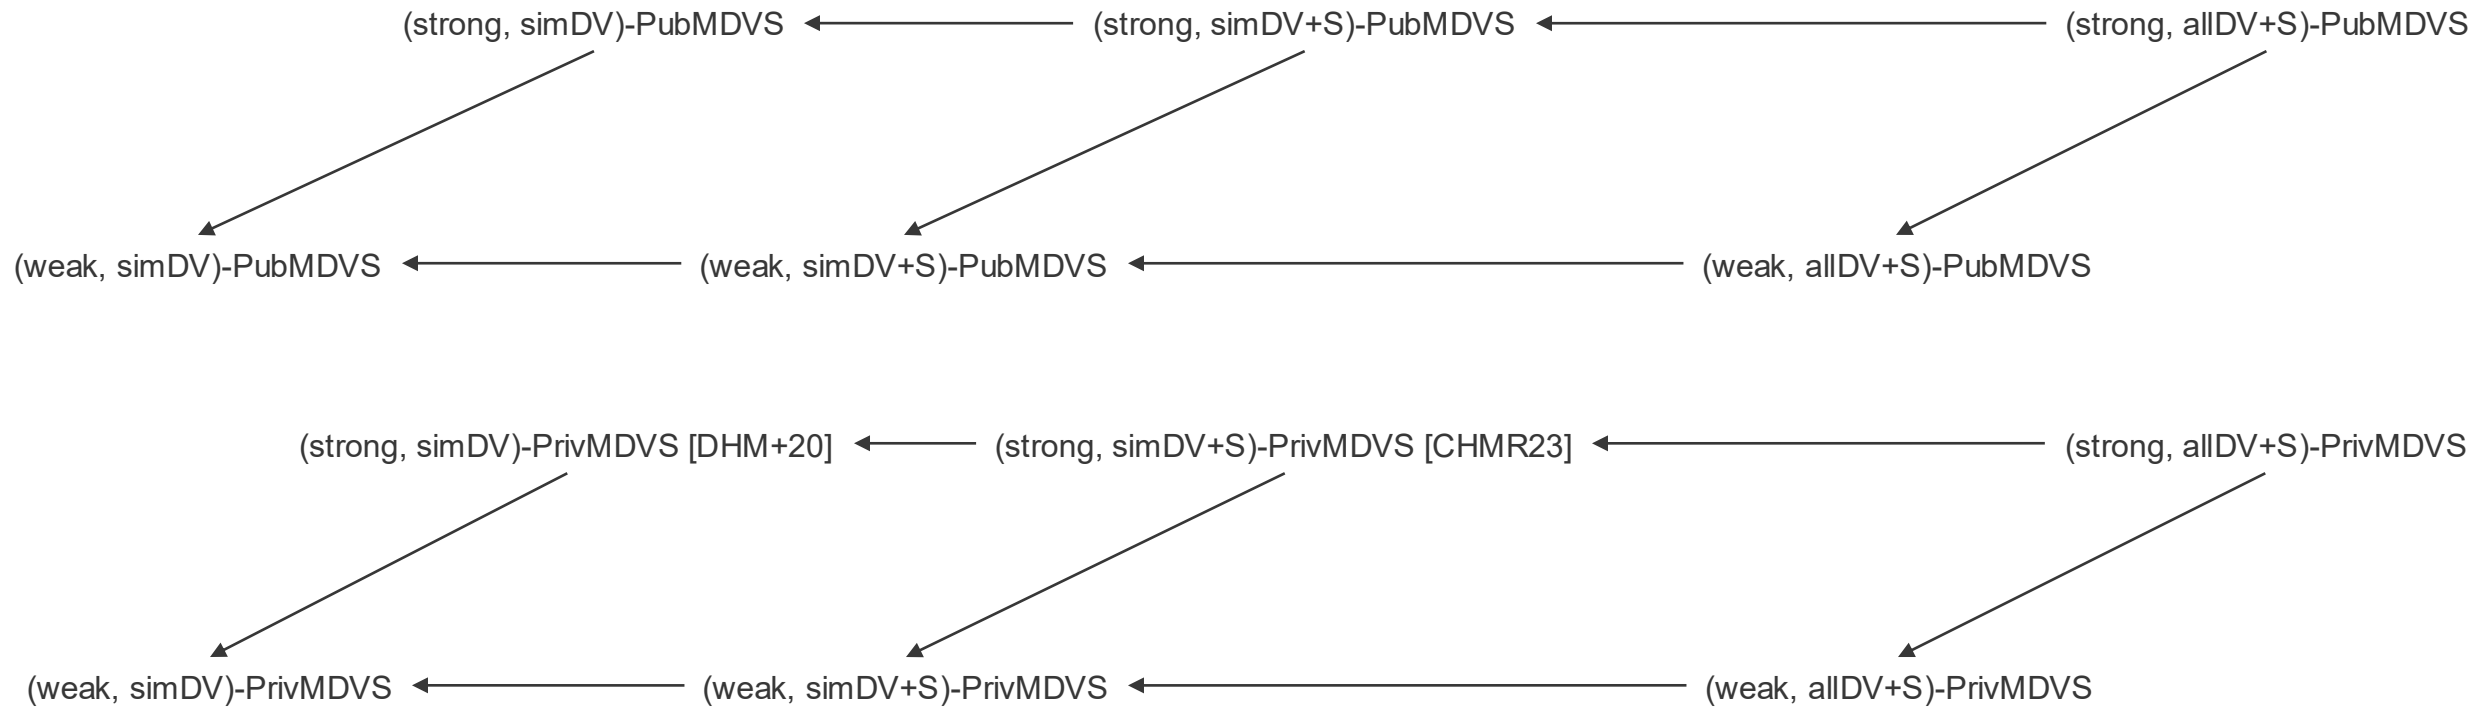 (strong, simDV)-PubMDVS
(strong, simDV+S)-PubMDVS
(strong, allDV+S)-PubMDVS
(weak, simDV)-PubMDVS
(weak, simDV+S)-PubMDVS
(weak, allDV+S)-PubMDVS
(strong, simDV)-PrivMDVS [DHM+20]
(strong, simDV+S)-PrivMDVS [CHMR23]
(strong, allDV+S)-PrivMDVS
(weak, simDV)-PrivMDVS
(weak, simDV+S)-PrivMDVS
(weak, allDV+S)-PrivMDVS